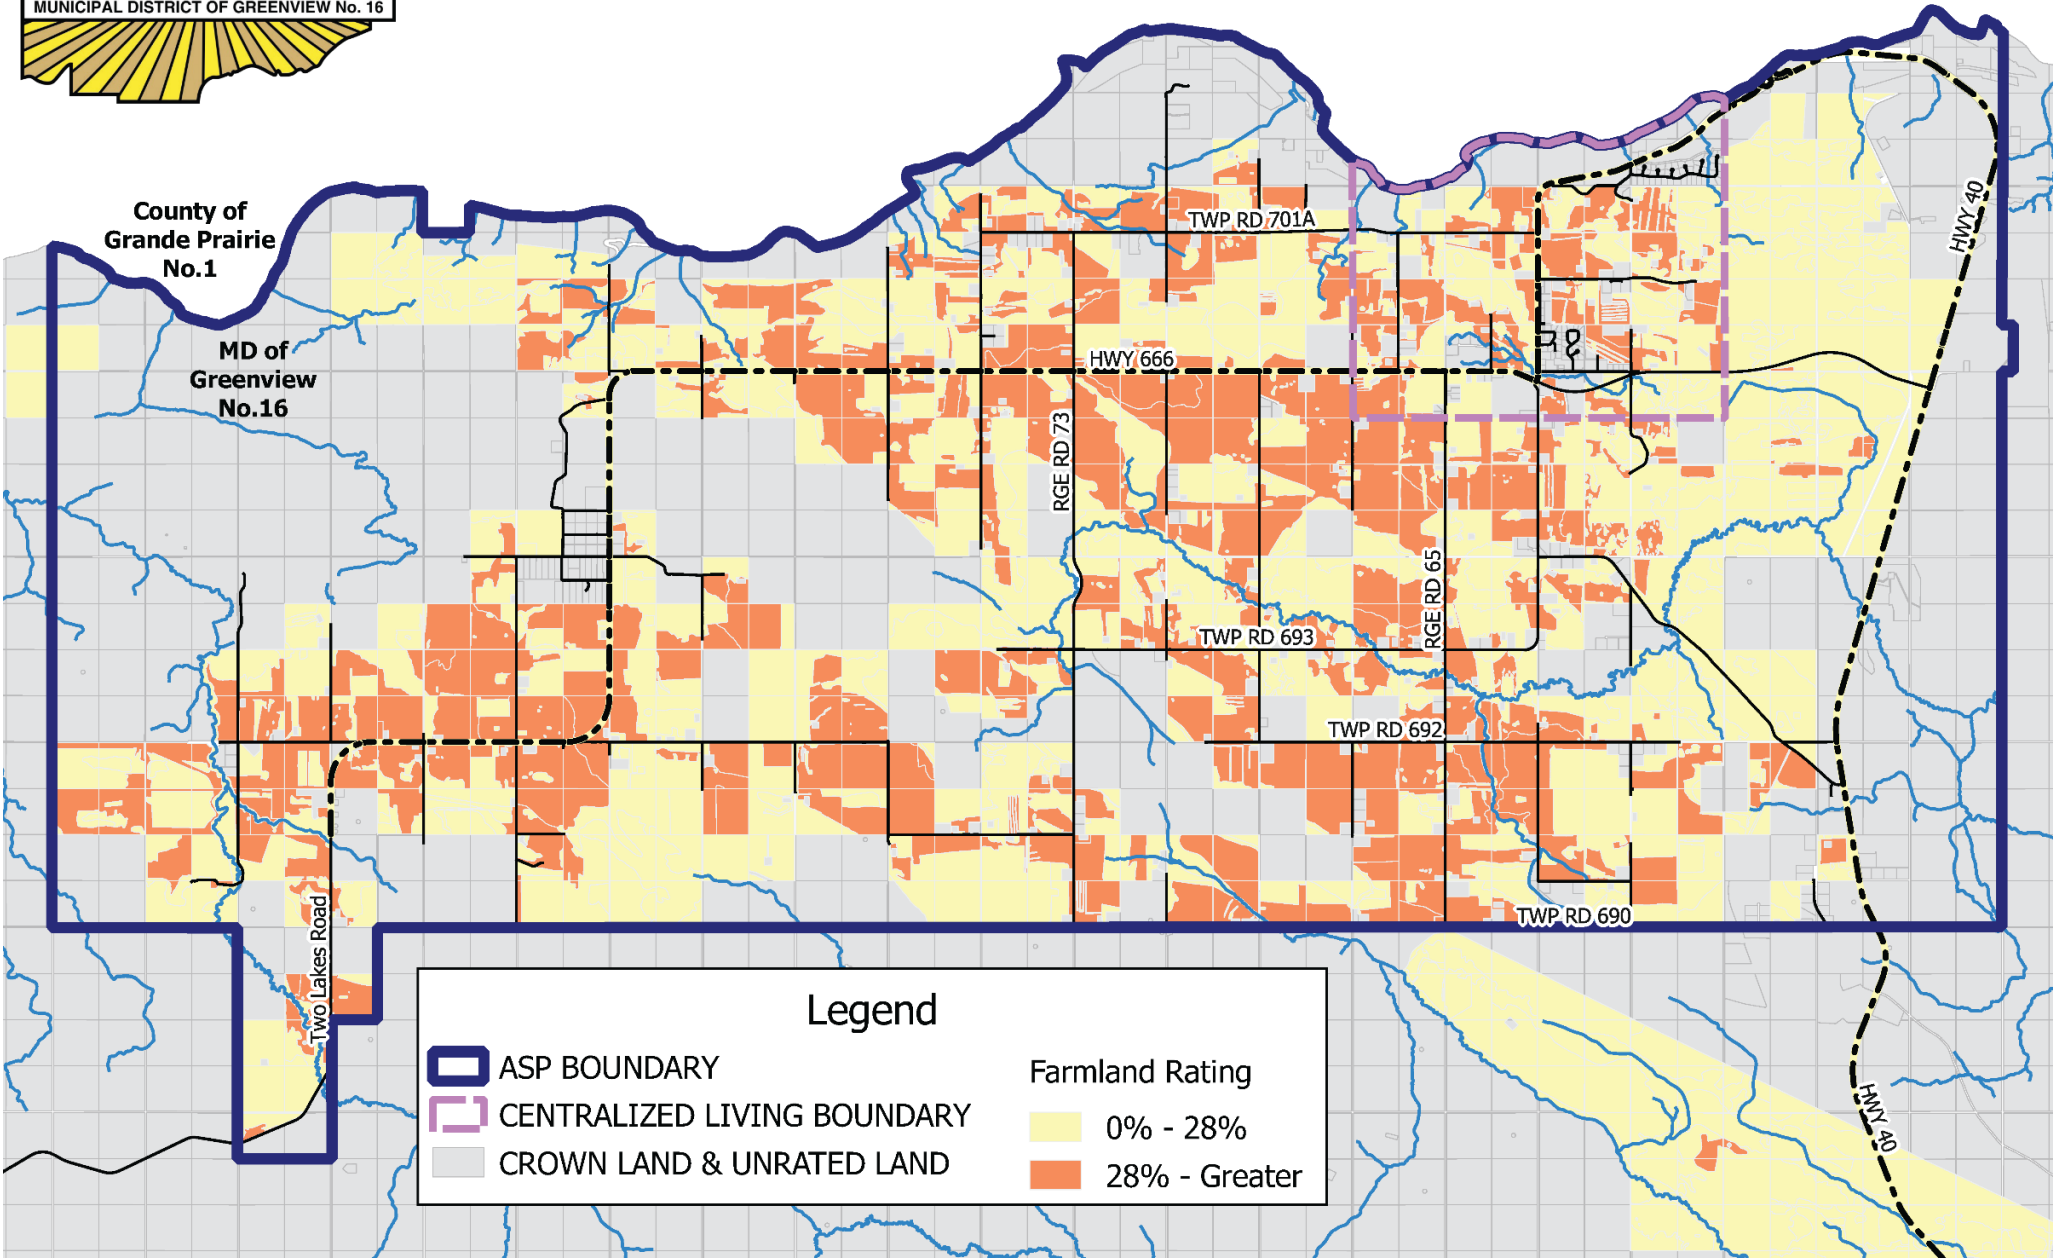 MUNICIPAL DISTRICT OF GREENVIEW No. 16
County of
Grande Prairie
No.1
MD of
Greenview
No.16
TWP RD 701A
HWY 40
HWY 666
RGE RD 73
RGE RD 65
TWP RD 693
TWP RD 692
TWP RD 690
Two Lakes Road
HWY 40
Legend
ASP BOUNDARY
CENTRALIZED LIVING BOUNDARY
CROWN LAND & UNRATED LAND
Farmland Rating
0% - 28%
28% - Greater